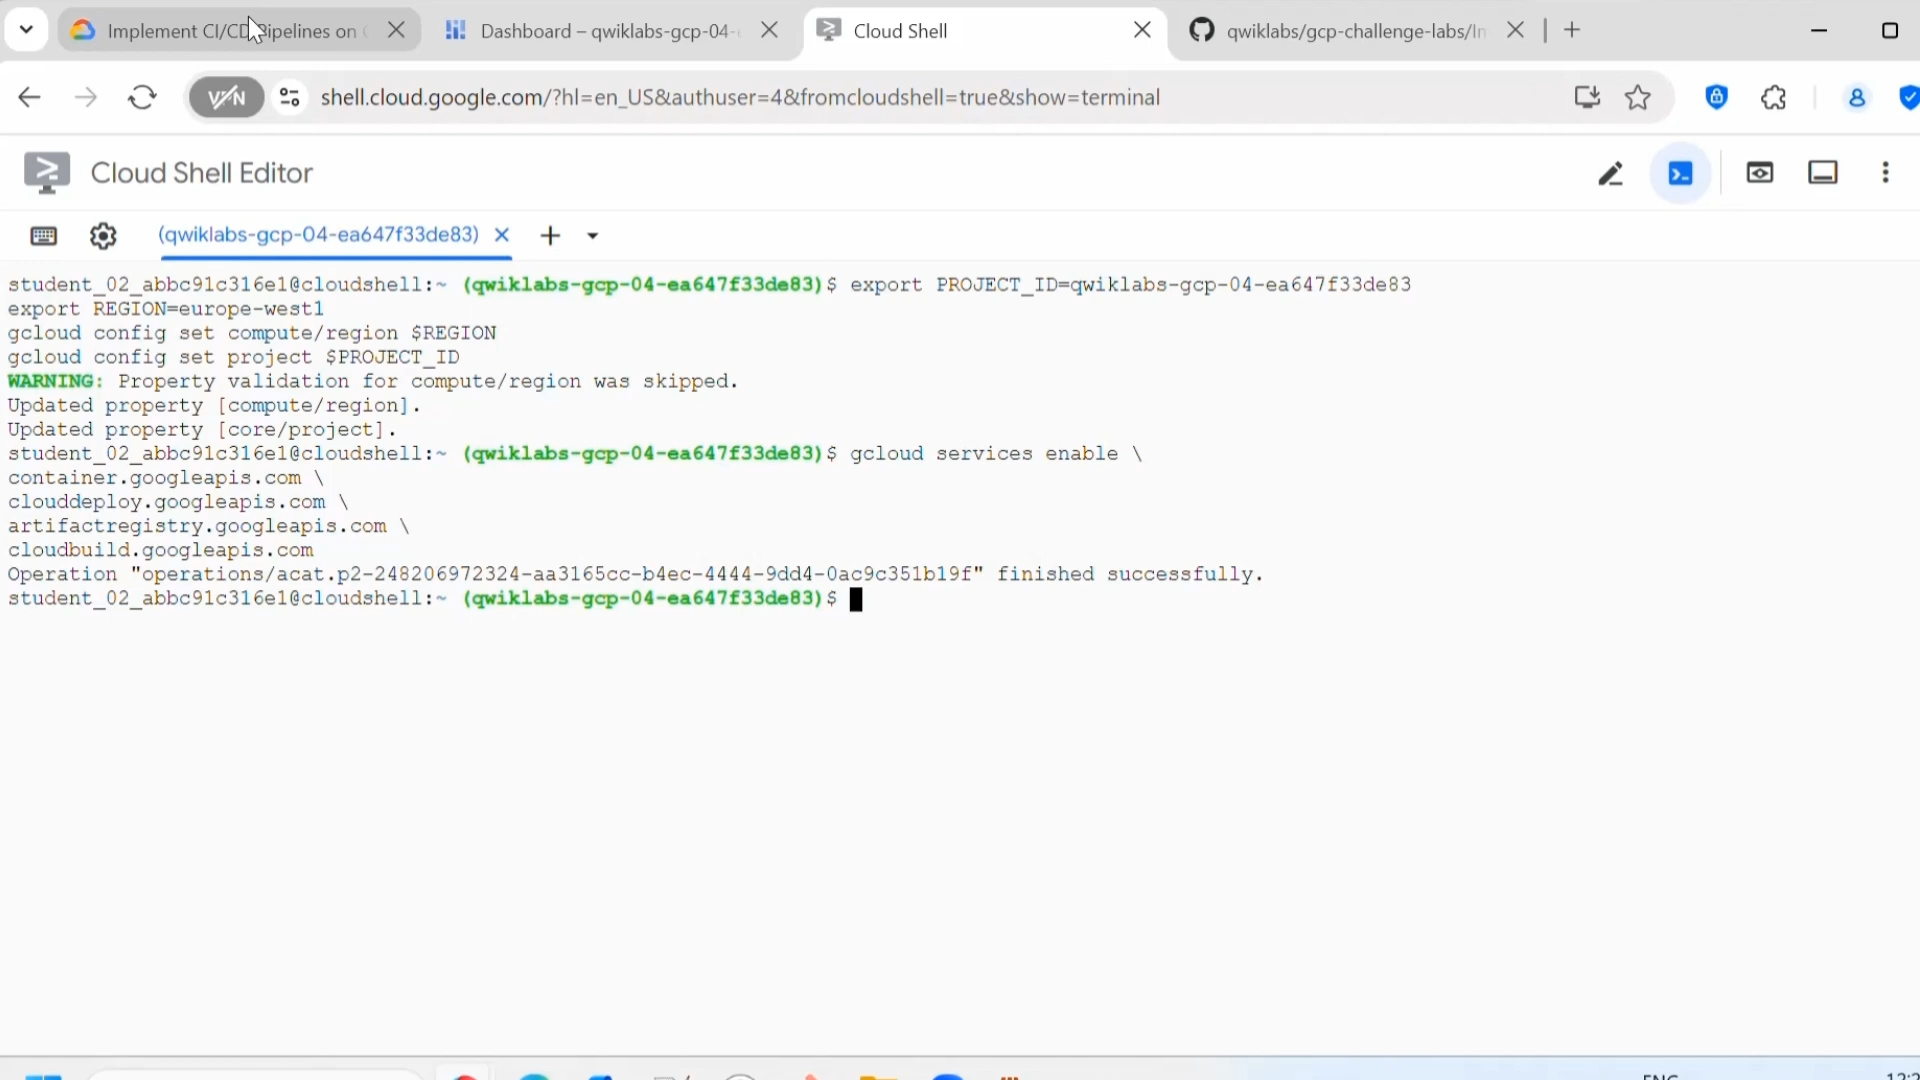 Implement CI/CD Pipelines on
Dashboard – qwiklabs-gcp-04-
Cloud Shell
qwiklabs/gcp-challenge-labs/
VPN
shell.cloud.google.com/?hl=en_US&authuser=4&fromcloudshell=true&show=terminal
Cloud Shell Editor
(qwiklabs-gcp-04-ea647f33de83)
student_02_abbc91c316e1@cloudshell:~ (qwiklabs-gcp-04-ea647f33de83)$ export PROJECT_ID=qwiklabs-gcp-04-ea647f33de83
export REGION=europe-west1
gcloud config set compute/region $REGION
gcloud config set project $PROJECT_ID
WARNING: Property validation for compute/region was skipped.
Updated property [compute/region].
Updated property [core/project].
student_02_abbc91c316e1@cloudshell:~ (qwiklabs-gcp-04-ea647f33de83)$ gcloud services enable \
container.googleapis.com \
clouddeploy.googleapis.com \
artifactregistry.googleapis.com \
cloudbuild.googleapis.com
Operation "operations/acat.p2-248206972324-aa3165cc-b4ec-4444-9dd4-0ac9c351b19f" finished successfully.
student_02_abbc91c316e1@cloudshell:~ (qwiklabs-gcp-04-ea647f33de83)$